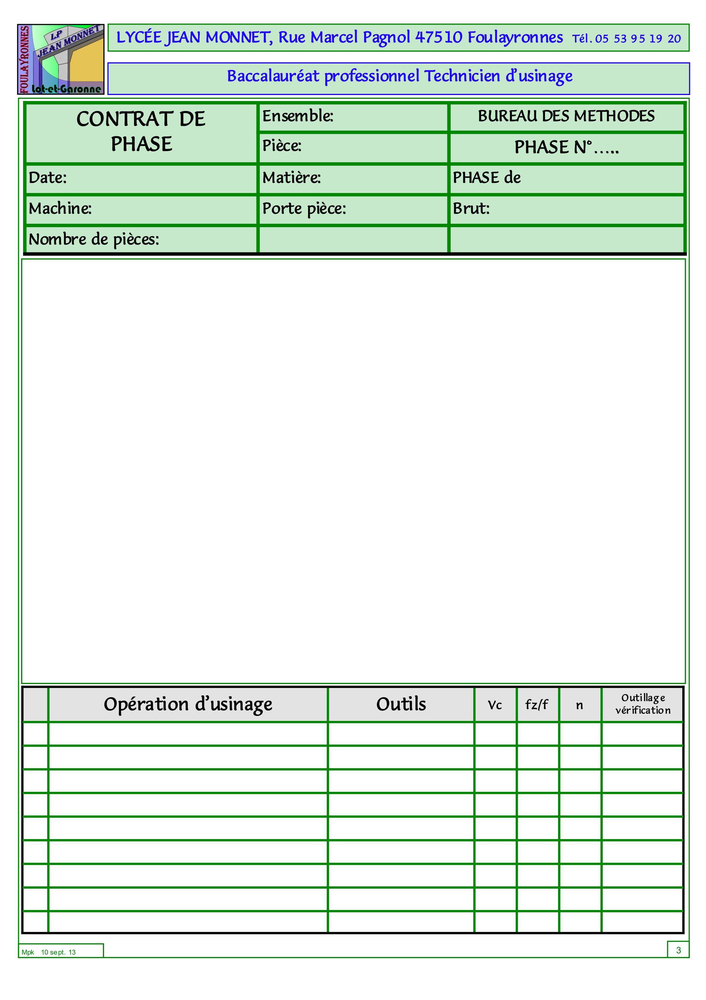 FOULAYRONNES
LP
JEAN MONNET
Lot-et-Garonne
LYCÉE JEAN MONNET, Rue Marcel Pagnol 47510 Foulayronnes Tél. 05 53 95 19 20
Baccalauréat professionnel Technicien d’usinage
CONTRAT DE
PHASE
Ensemble:
BUREAU DES METHODES
Pièce:
PHASE N°.....
Date:
Matière:
PHASE de
Machine:
Porte pièce:
Brut:
Nombre de pièces:
Opération d’usinage
Outils
Vc
fz/f
n
Outillage
vérification
Mpk 10 sept. 13
3